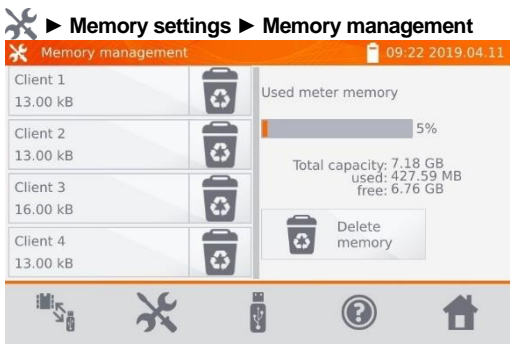 ► Memory settings ► Memory management
Memory management
09:22 2019.04.11
Client 1
13.00 kB
Client 2
13.00 kB
Client 3
16.00 kB
Client 4
13.00 kB
Used meter memory
5%
Total capacity: 7.18 GB
used: 427.59 MB
free: 6.76 GB
Delete
memory